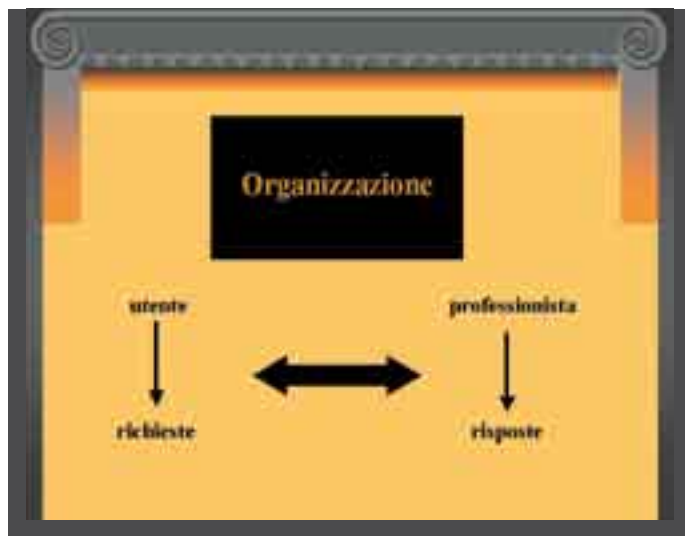 Organizzazione
utente
professionista
richieste
risposte